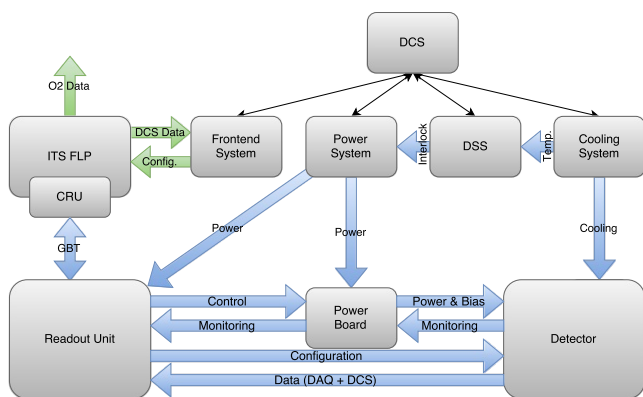 DCS
O2 Data
ITS FLP
CRU
DCS Data
Config.
Frontend
System
Power
System
Interlock
DSS
Temp.
Cooling
System
GBT
Power
Power
Cooling
Readout Unit
Control
Monitoring
Power
Board
Power & Bias
Monitoring
Detector
Configuration
Data (DAQ + DCS)